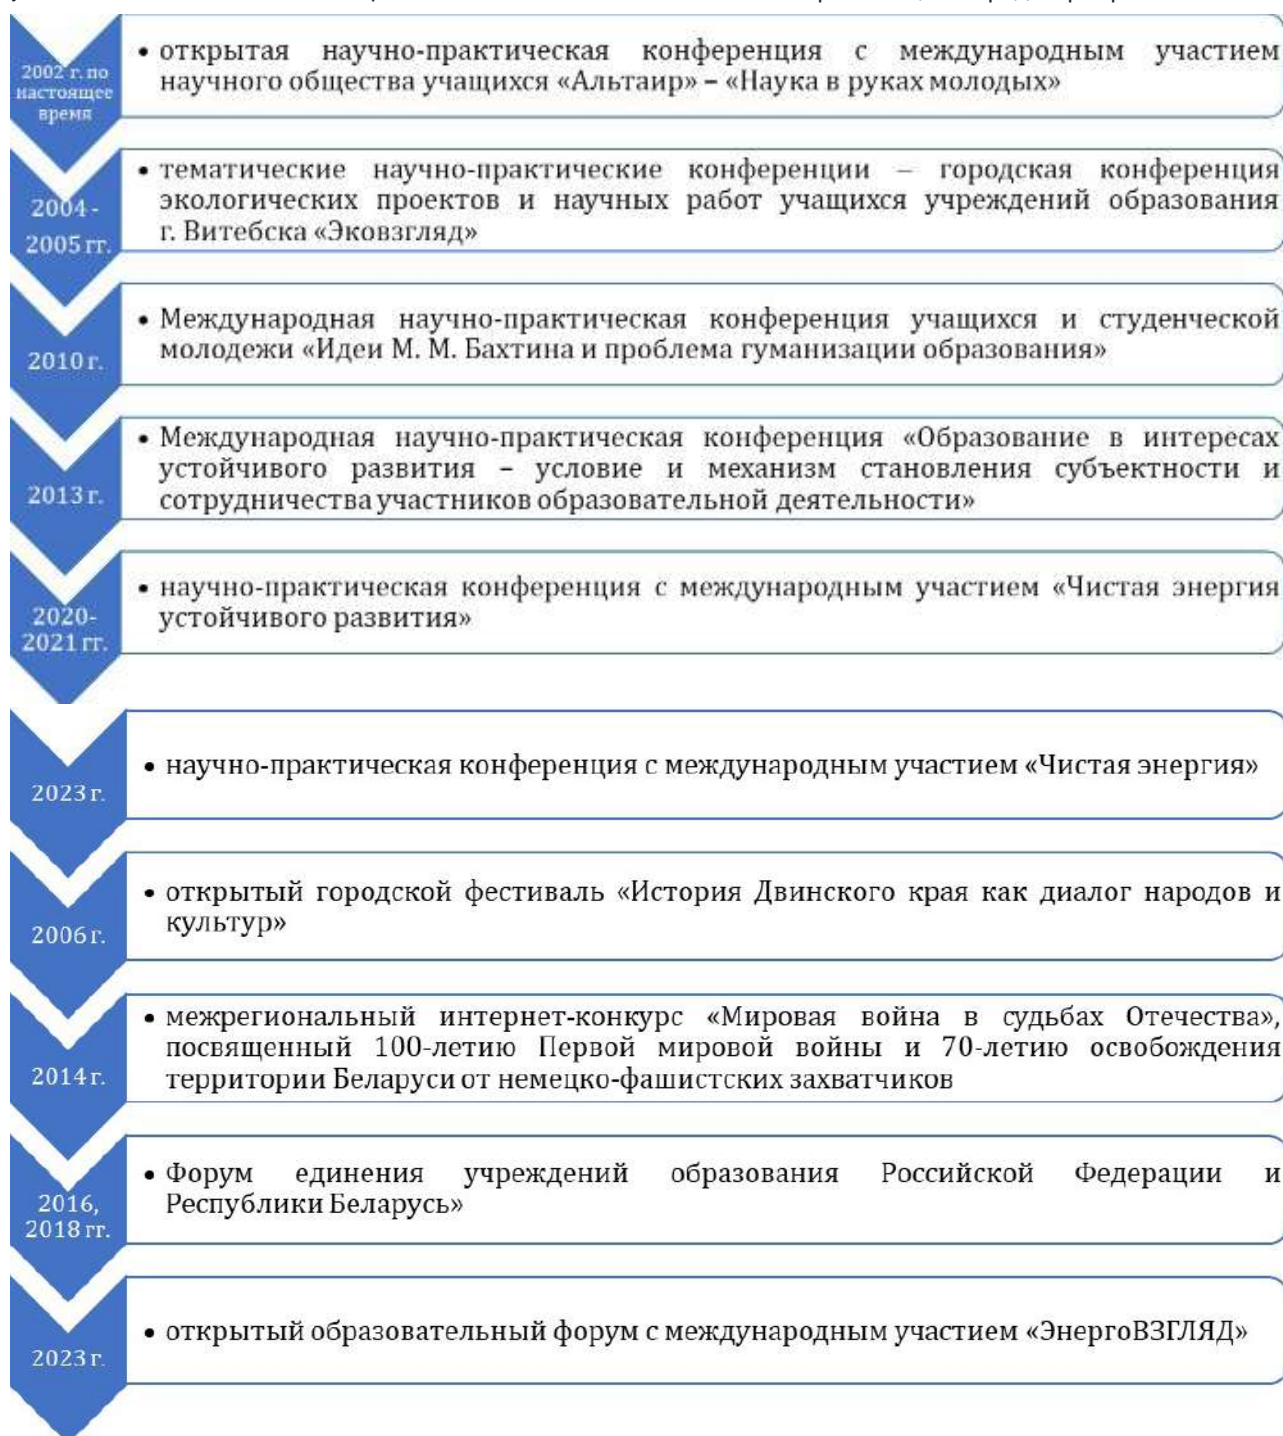 2002 г. по
настоящее
время
• открытая научно-практическая конференция с международным участием
научного общества учащихся «Альтаир» – «Наука в руках молодых»
2004 -
2005 гг.
• тематические научно-практические конференции – городская конференция
экологических проектов и научных работ учащихся учреждений образования
г. Витебска «Эковзгляд»
2010 г.
• Международная научно-практическая конференция учащихся и студенческой
молодежи «Идеи М. М. Бахтина и проблема гуманизации образования»
2013 г.
• Международная научно-практическая конференция «Образование в интересах
устойчивого развития – условие и механизм становления субъектности и
сотрудничества участников образовательной деятельности»
2020-
2021 гг.
• научно-практическая конференция с международным участием «Чистая энергия
устойчивого развития»
2023 г.
• научно-практическая конференция с международным участием «Чистая энергия»
2006 г.
• открытый городской фестиваль «История Двинского края как диалог народов и
культур»
2014 г.
• межрегиональный интернет-конкурс «Мировая война в судьбах Отечества»,
посвященный 100-летию Первой мировой войны и 70-летию освобождения
территории Беларуси от немецко-фашистских захватчиков
2016,
2018 гг.
• Форум единения учреждений образования Российской Федерации и
Республики Беларусь»
2023 г.
• открытый образовательный форум с международным участием «ЭнергоВЗГЛЯД»